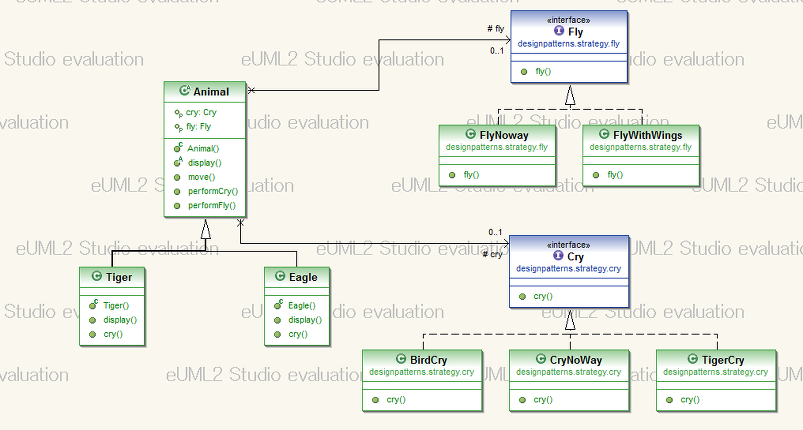 «interface»
Fly
designpatterns.strategy.fly
fly()
# fly
0..1
Animal
cry: Cry
fly: Fly
Animal()
display()
move()
performCry()
performFly()
FlyNoway
designpatterns.strategy.fly
fly()
FlyWithWings
designpatterns.strategy.fly
fly()
0..1
# cry
«interface»
Cry
designpatterns.strategy.cry
cry()
Tiger
Tiger()
display()
cry()
Eagle
Eagle()
display()
cry()
BirdCry
designpatterns.strategy.cry
cry()
CryNoWay
designpatterns.strategy.cry
cry()
TigerCry
designpatterns.strategy.cry
cry()
eUML2 Studio evaluation